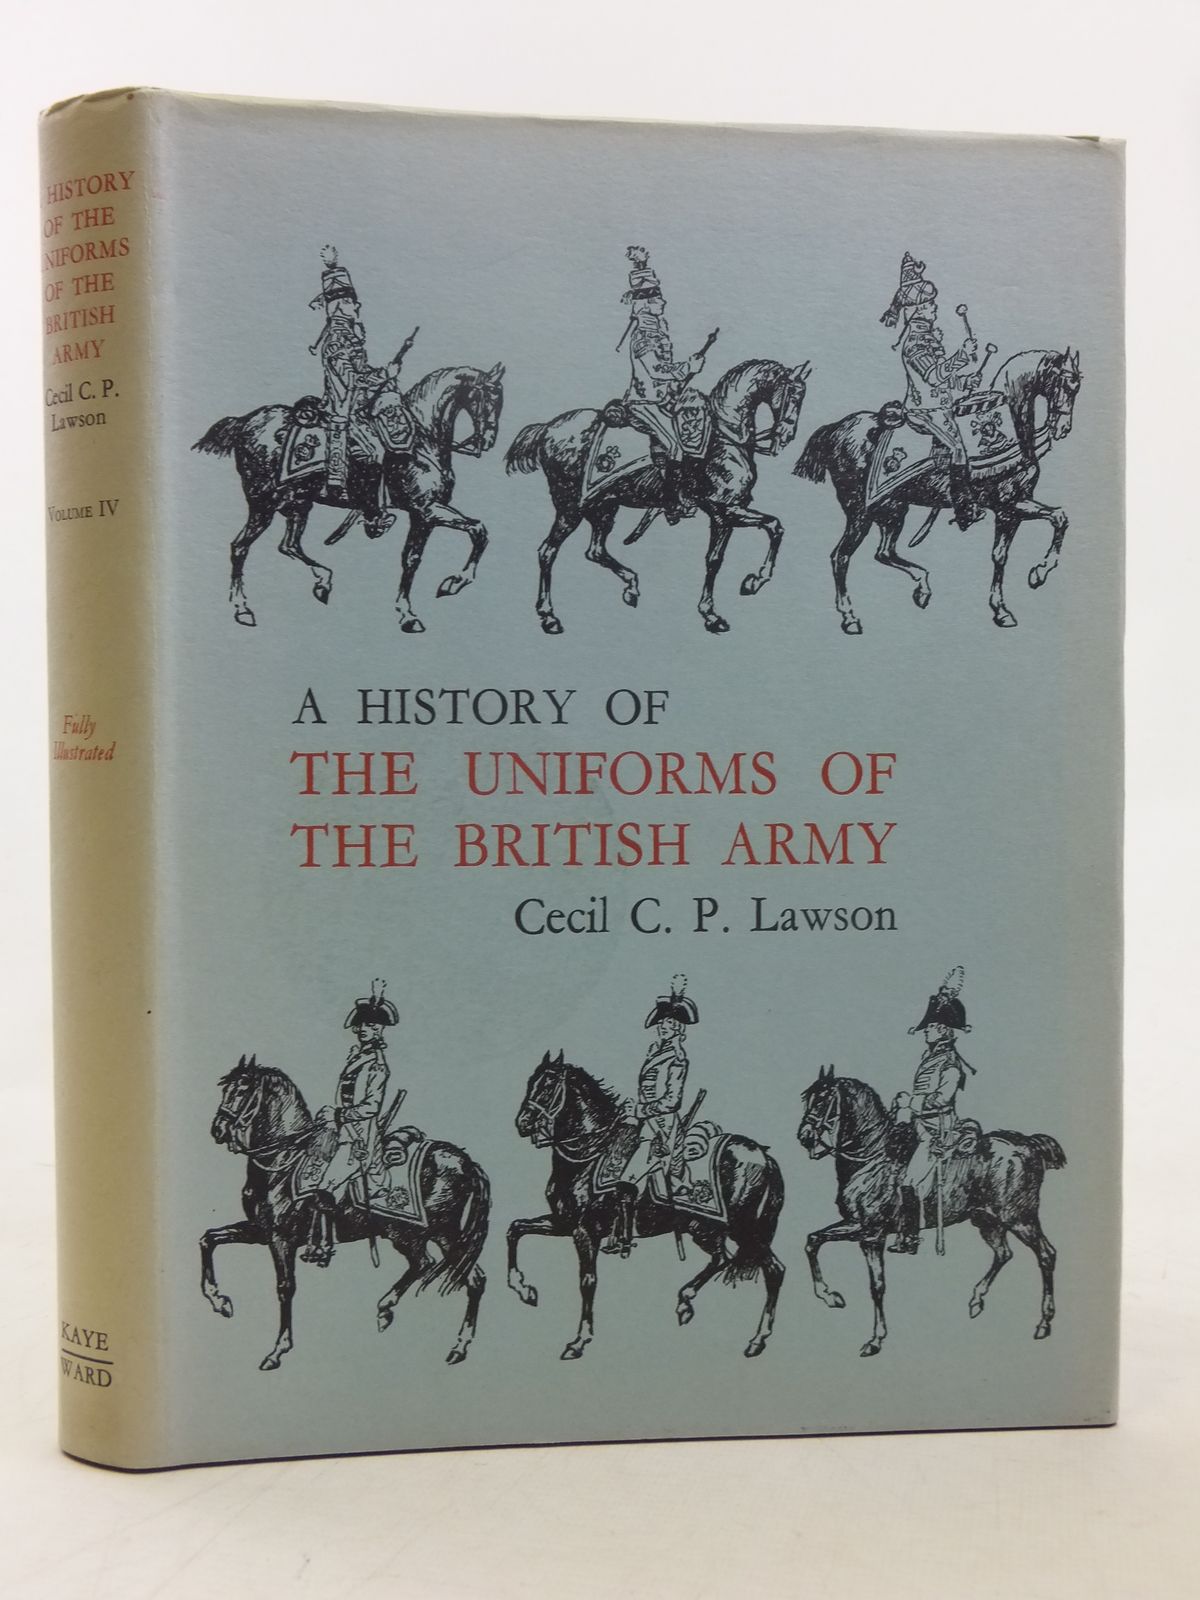 HISTORY
OF THE
UNIFORMS
OF THE
BRITISH
ARMY
Cecil C. P.
Lawson
VOLUME IV
Fully
Illustrated
KAYE
WARD
A HISTORY OF
THE UNIFORMS OF
THE BRITISH ARMY
Cecil C. P. Lawson